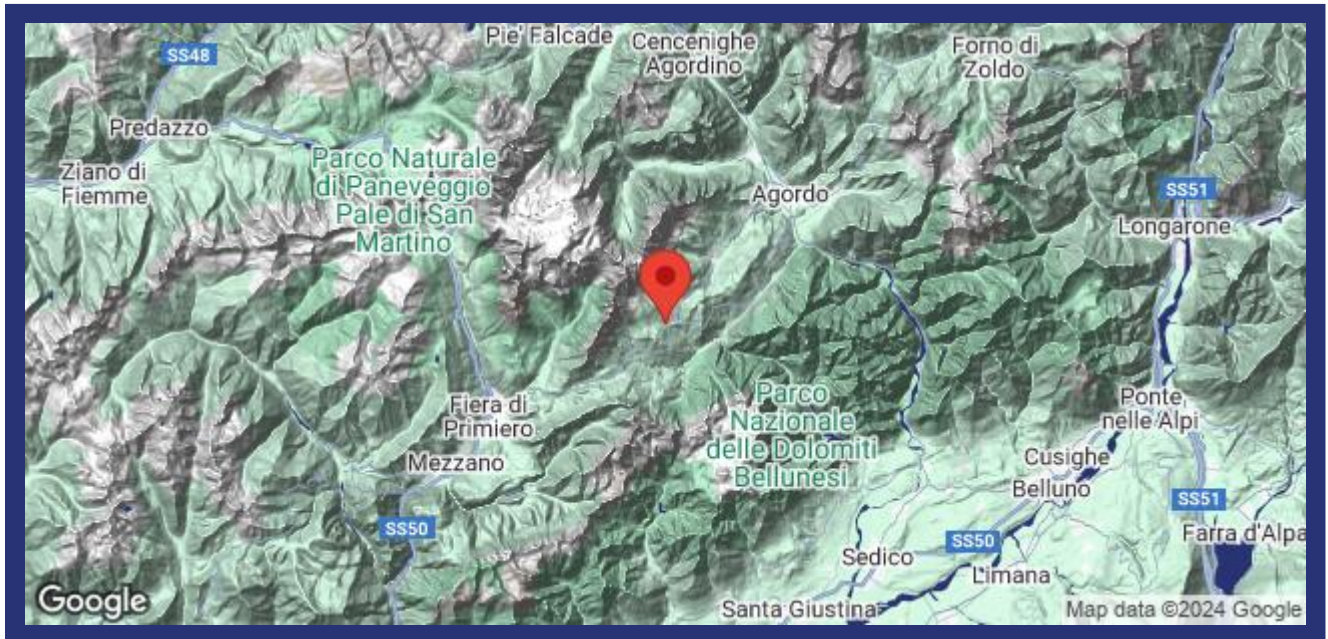 Pie' Falcade
Cencenighe
Agordino
Forno di
Zoldo
SS48
Predazzo
Ziano di
Fiemme
Parco Naturale
di Paneveggio
Pale di San
Martino
Agordo
SS51
Longarone
Fiera di
Primiero
Mezzano
SS50
Parco
Nazionale
delle Dolomiti
Bellunesi
Ponte
nelle Alpi
Cusighe
Belluno
SS51
SS50
Farra d'Alpa
Sedico
Limana
Santa Giustina
Google
Map data ©2024 Google